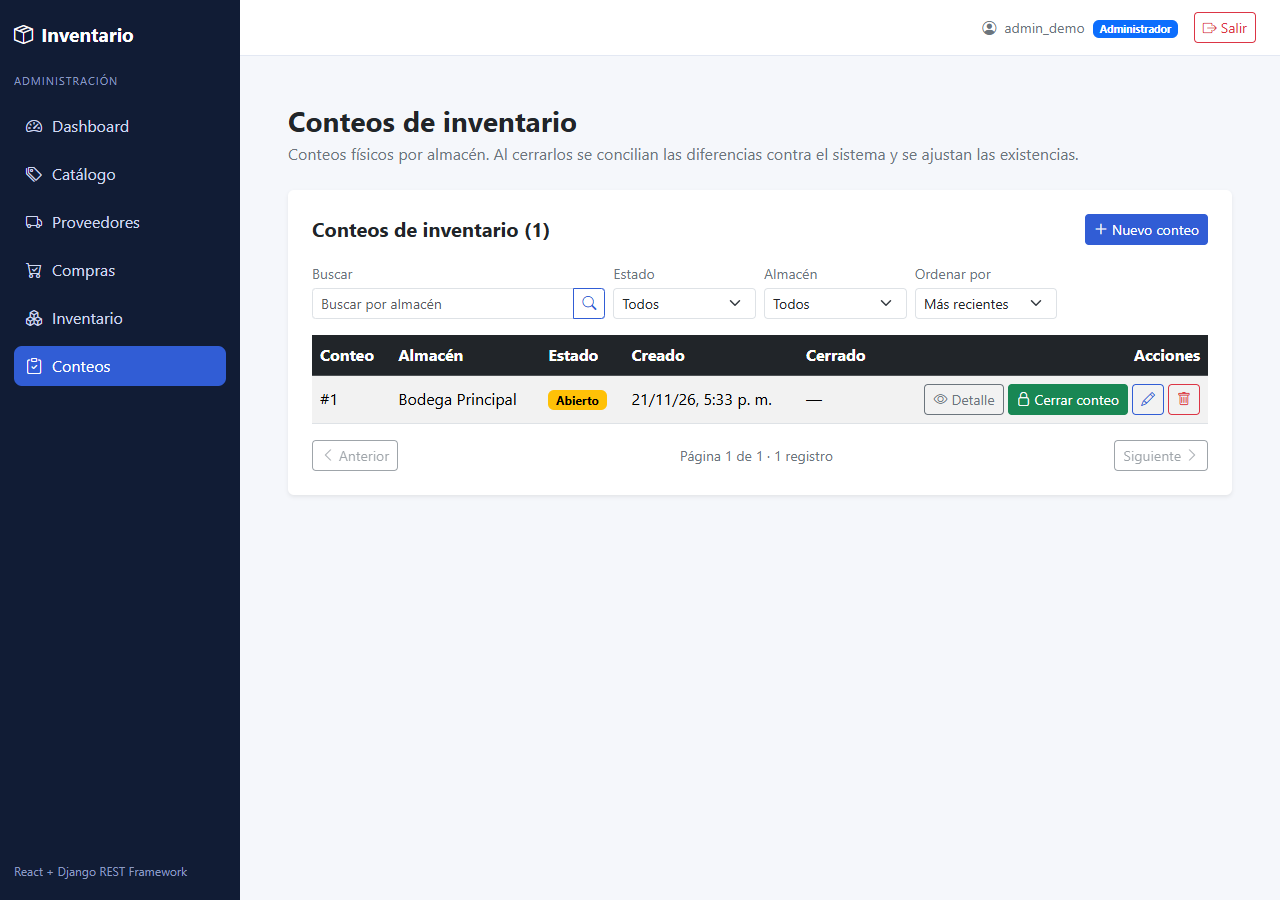 Inventario
ADMINISTRACIÓN
Dashboard
Catálogo
Proveedores
Compras
Inventario
Conteos
React + Django REST Framework
admin_demo Administrador Salir
Conteos de inventario
Conteos físicos por almacén. Al cerrarlos se concilian las diferencias contra el sistema y se ajustan las existencias.
Conteos de inventario (1) + Nuevo conteo
Buscar Estado Almacén Ordenar por
Buscar por almacén Todos Todos Más recientes
Conteo Almacén Estado Creado Cerrado Acciones
#1 Bodega Principal Abierto 21/11/26, 5:33 p. m. — Detalle Cerrar conteo
Anterior Página 1 de 1 · 1 registro Siguiente